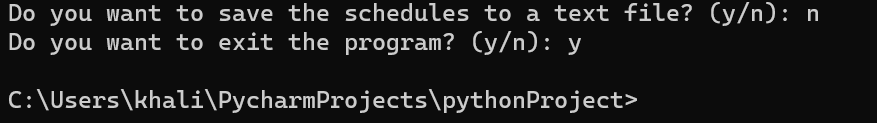 Do you want to save the schedules to a text file? (y/n): n
Do you want to exit the program? (y/n): y
C:\Users\khali\PycharmProjects\pythonProject>